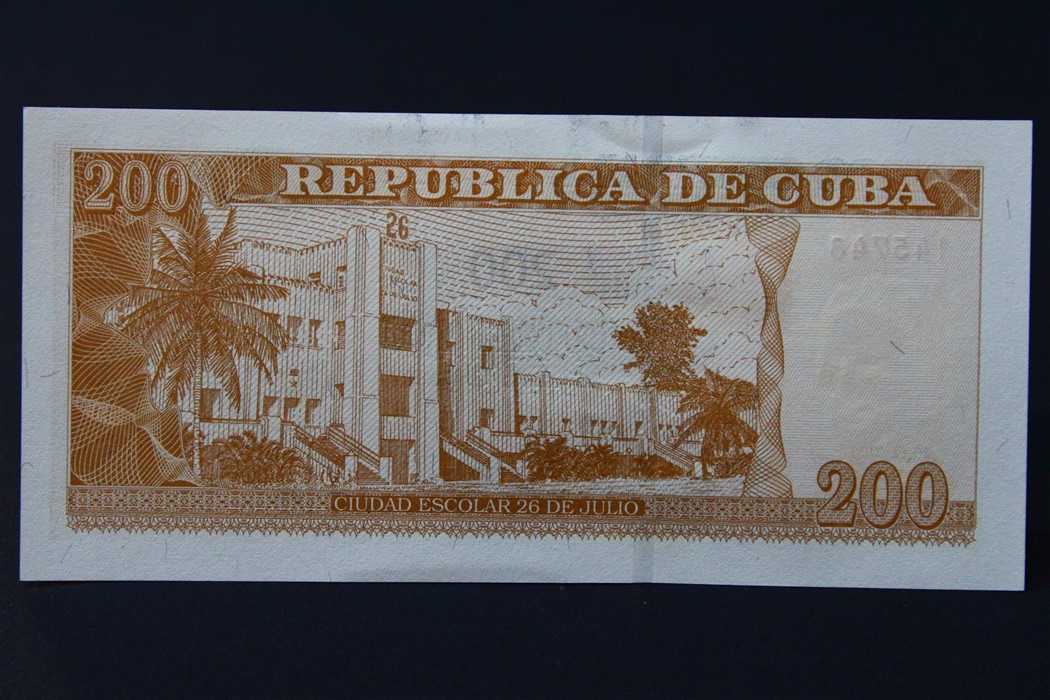 200
REPUBLICA DE CUBA
26
CIUDAD ESCOLAR 26 DE JULIO
200